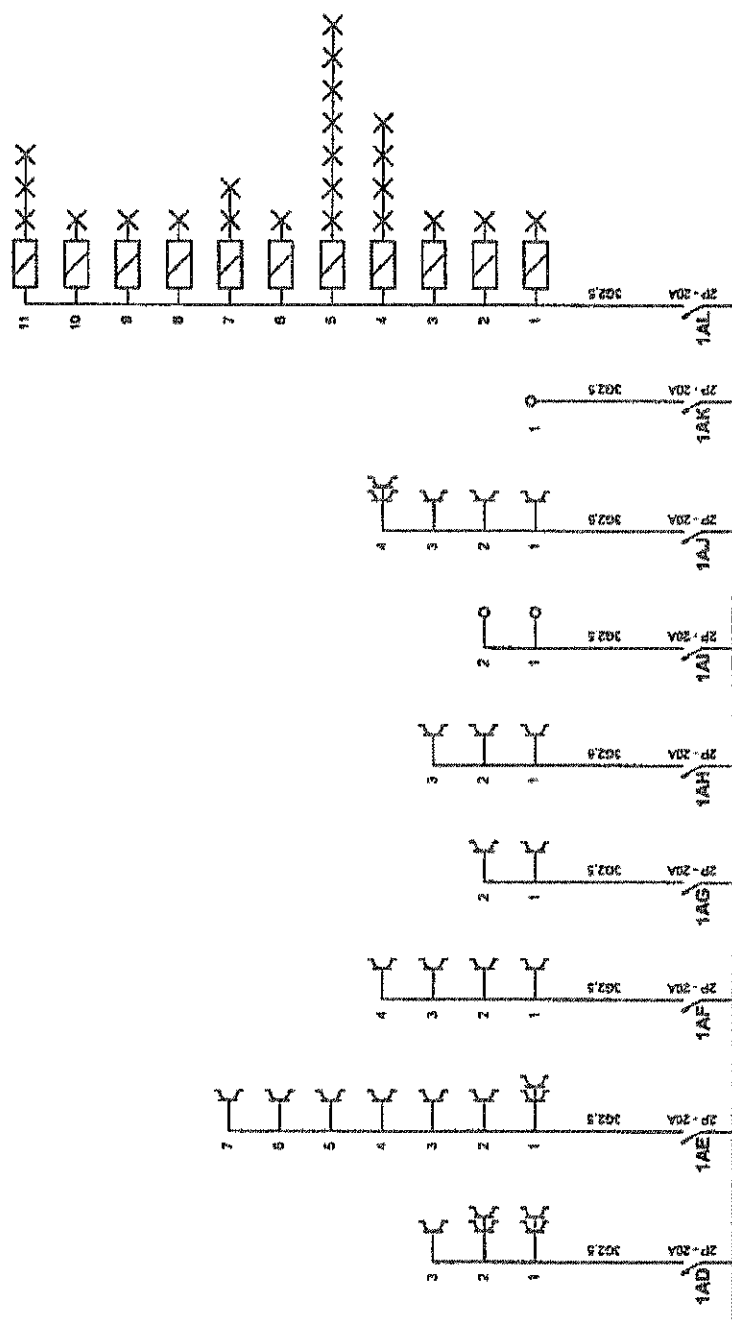 11
10
9
8
7
6
5
4
3
2
1
3G2,5
2P - 20A
1AL
1
3G2,5
2P - 20A
1AK
4
3
2
1
3G2,5
2P - 20A
1AJ
2
1
3G2,5
2P - 20A
1AI
3
2
1
3G2,5
2P - 20A
1AH
2
1
3G2,5
2P - 20A
1AG
4
3
2
1
3G2,5
2P - 20A
1AF
7
6
5
4
3
2
1
3G2,5
2P - 20A
1AE
3
2
1
3G2,5
2P - 20A
1AD